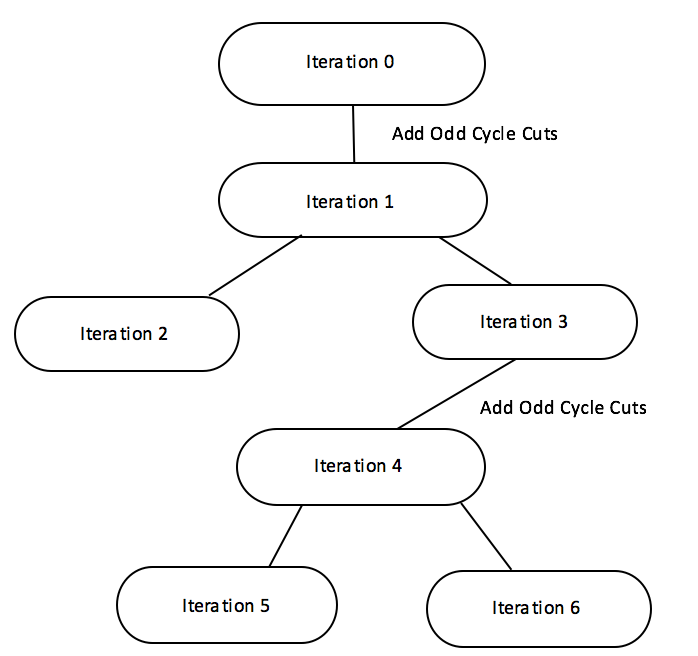 Iteration 0
Add Odd Cycle Cuts
Iteration 1
Iteration 2
Iteration 3
Add Odd Cycle Cuts
Iteration 4
Iteration 5
Iteration 6